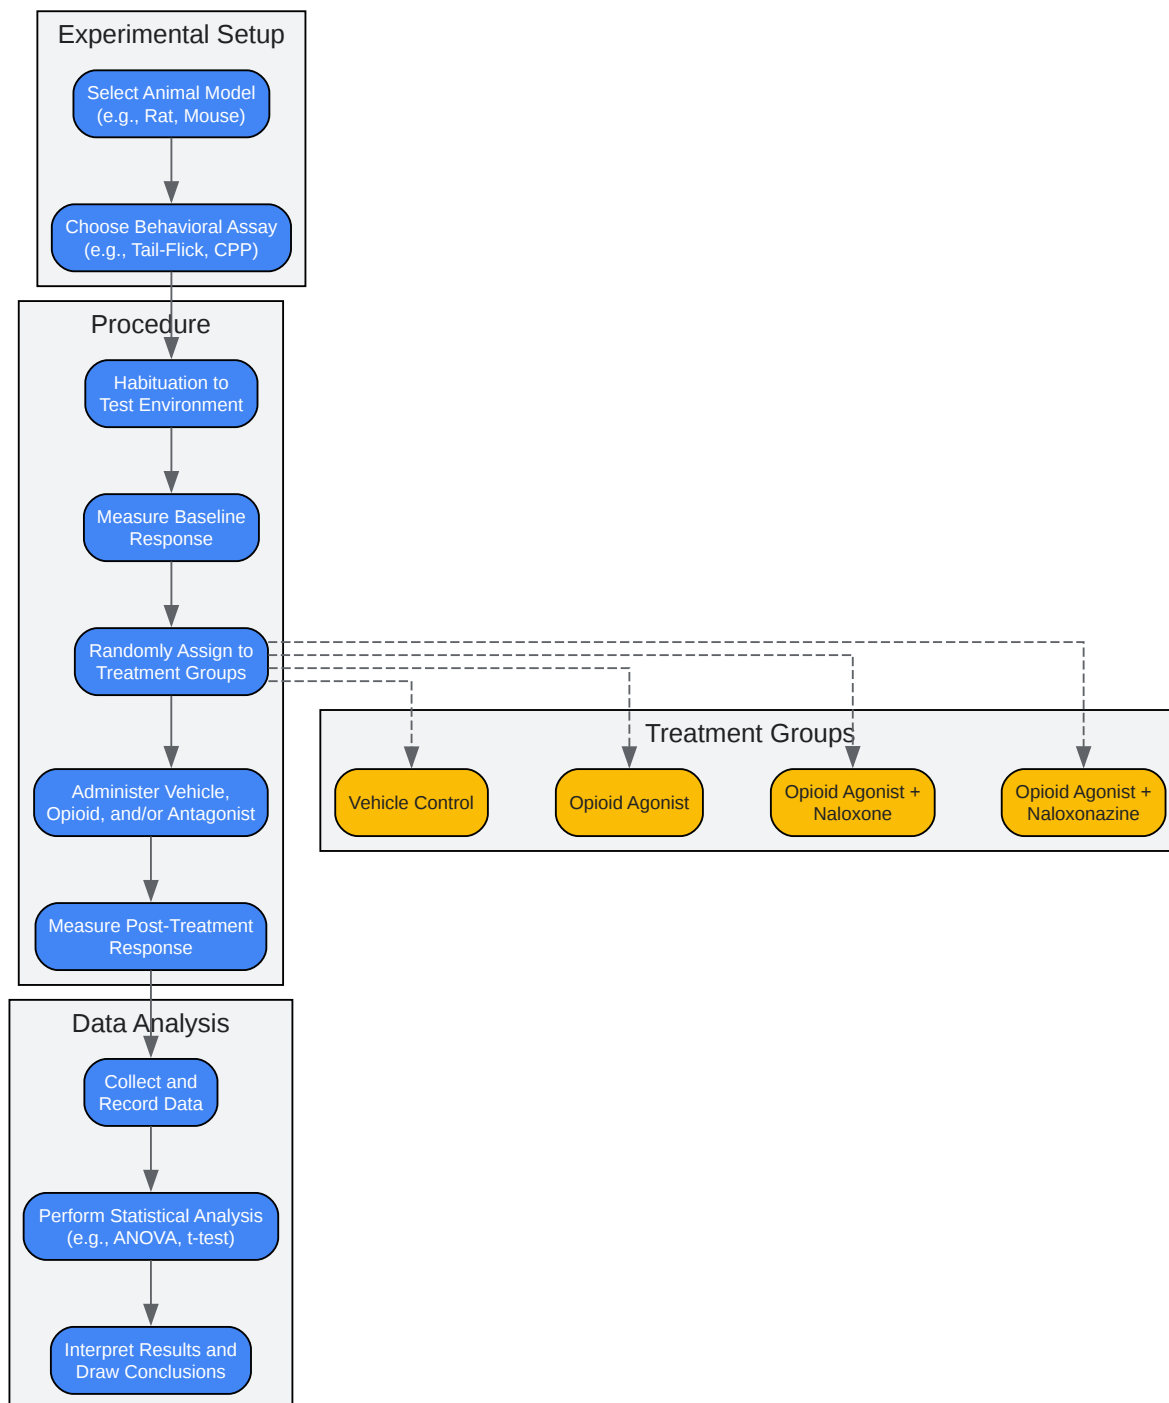 Experimental Setup
Select Animal Model
(e.g., Rat, Mouse)
Choose Behavioral Assay
(e.g., Tail-Flick, CPP)
Procedure
Habituation to
Test Environment
Measure Baseline
Response
Randomly Assign to
Treatment Groups
Administer Vehicle,
Opioid, and/or Antagonist
Measure Post-Treatment
Response
Treatment Groups
Vehicle Control
Opioid Agonist
Opioid Agonist +
Naloxone
Opioid Agonist +
Naloxonazine
Data Analysis
Collect and
Record Data
Perform Statistical Analysis
(e.g., ANOVA, t-test)
Interpret Results and
Draw Conclusions